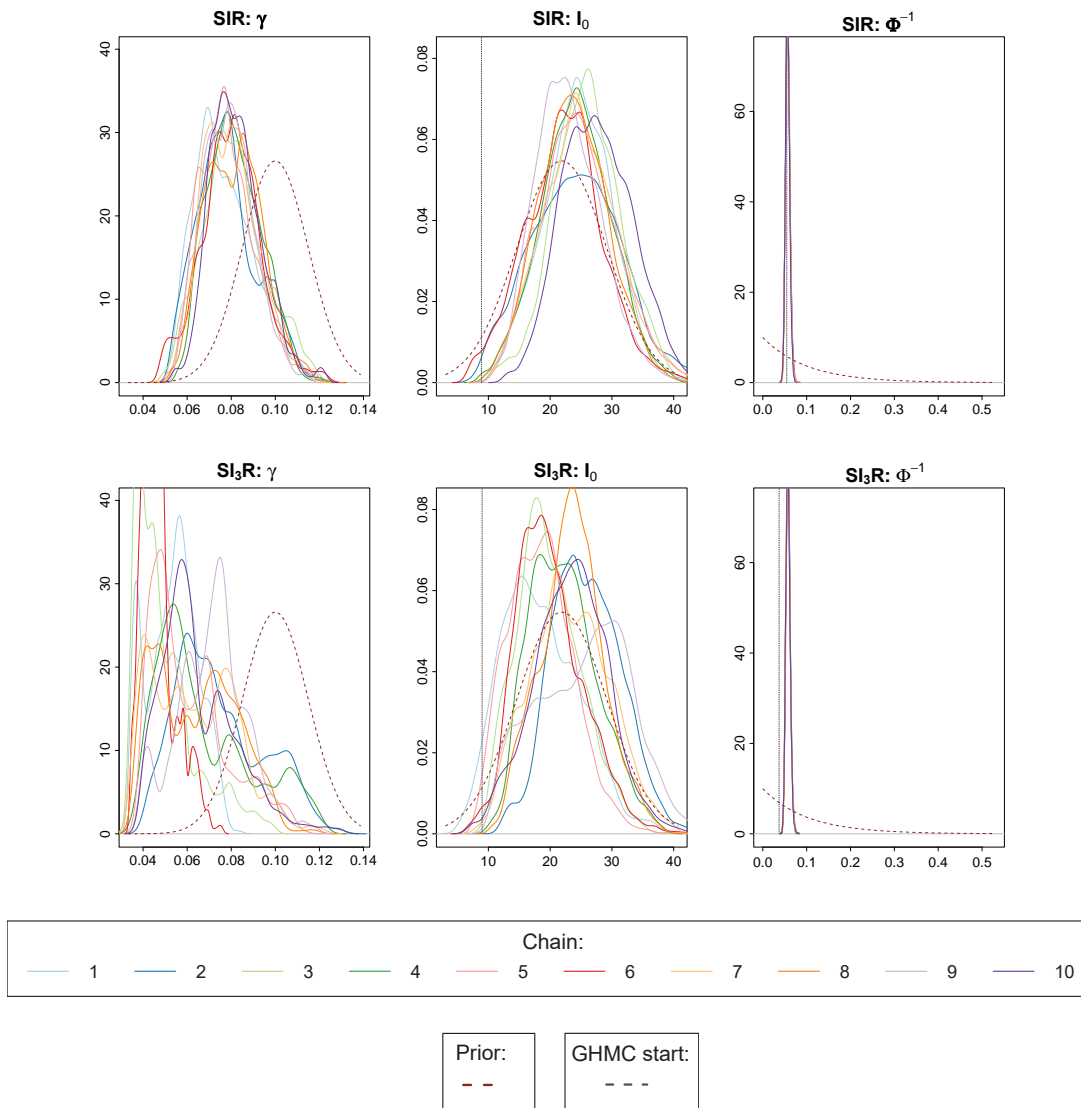 SIR: γ
SIR: I₀
SIR: Φ⁻¹
40
30
20
10
0
0.04 0.06 0.08 0.10 0.12 0.14
0.08
0.06
0.04
0.02
0.00
10 20 30 40
60
40
20
0
0.0 0.1 0.2 0.3 0.4 0.5
SI₃R: γ
SI₃R: I₀
SI₃R: Φ⁻¹
40
30
20
10
0
0.04 0.06 0.08 0.10 0.12 0.14
0.08
0.06
0.04
0.02
0.00
10 20 30 40
60
40
20
0
0.0 0.1 0.2 0.3 0.4 0.5
Chain:
1 2 3 4 5 6 7 8 9 10
Prior:
GHMC start: